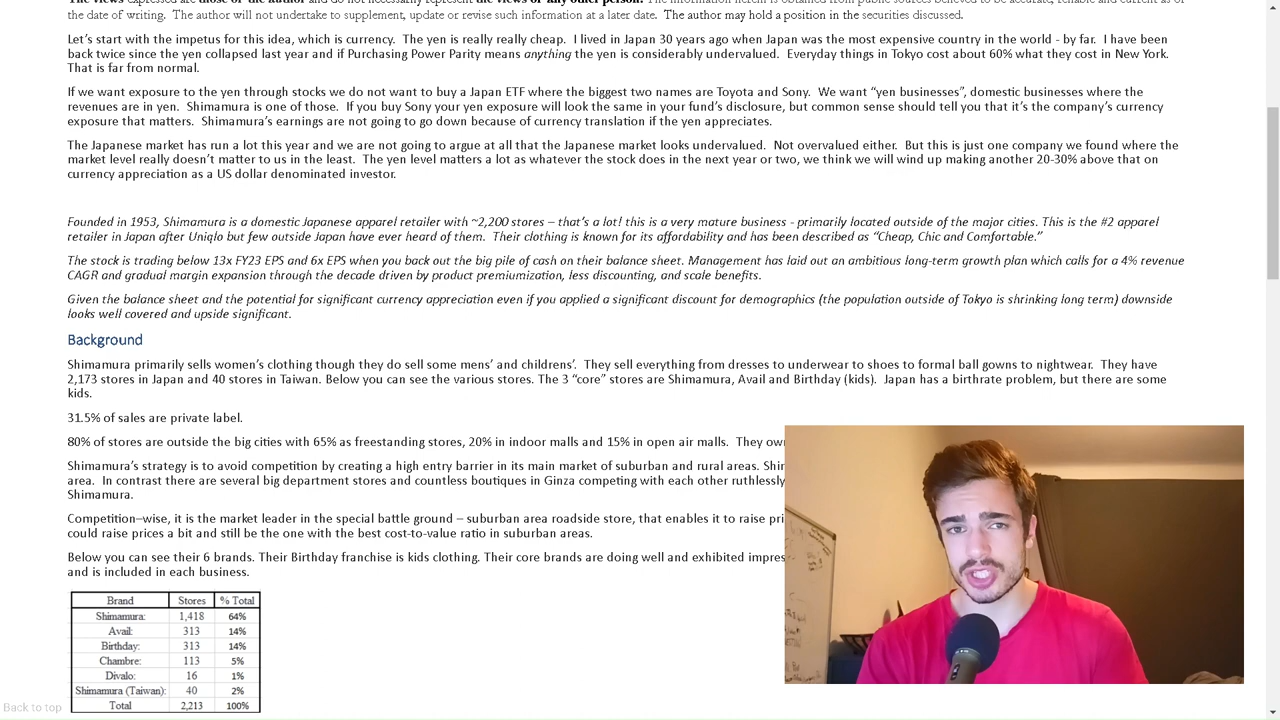 The views expressed are those of the author and do not necessarily represent the views of any other person. The information herein is obtained from public sources believed to be accurate, reliable and current as of
the date of writing. The author will not undertake to supplement, update or revise such information at a later date. The author may hold a position in the securities discussed.
Let's start with the impetus for this idea, which is currency. The yen is really really cheap. I lived in Japan 30 years ago when Japan was the most expensive country in the world - by far. I have been
back twice since the yen collapsed last year and if Purchasing Power Parity means anything the yen is considerably undervalued. Everyday things in Tokyo cost about 60% what they cost in New York.
That is far from normal.
If we want exposure to the yen through stocks we do not want to buy a Japan ETF where the biggest two names are Toyota and Sony. We want “yen businesses”, domestic businesses where the
revenues are in yen. Shimamura is one of those. If you buy Sony your yen exposure will look the same in your fund's disclosure, but common sense should tell you that it's the company's currency
exposure that matters. Shimamura's earnings are not going to go down because of currency translation if the yen appreciates.
The Japanese market has run a lot this year and we are not going to argue at all that the Japanese market looks undervalued. Not overvalued either. But this is just one company we found where the
market level really doesn't matter to us in the least. The yen level matters a lot as whatever the stock does in the next year or two, we think we will wind up making another 20-30% above that on
currency appreciation as a US dollar denominated investor.
Founded in 1953, Shimamura is a domestic Japanese apparel retailer with ~2,200 stores – that's a lot! this is a very mature business - primarily located outside of the major cities. This is the #2 apparel
retailer in Japan after Uniqlo but few outside Japan have ever heard of them. Their clothing is known for its affordability and has been described as “Cheap, Chic and Comfortable.”
The stock is trading below 13x FY23 EPS and 6x EPS when you back out the big pile of cash on their balance sheet. Management has laid out an ambitious long-term growth plan which calls for a 4% revenue
CAGR and gradual margin expansion through the decade driven by product premiumization, less discounting, and scale benefits.
Given the balance sheet and the potential for significant currency appreciation even if you applied a significant discount for demographics (the population outside of Tokyo is shrinking long term) downside
looks well covered and upside significant.
Background
Shimamura primarily sells women's clothing though they do sell some mens' and childrens'. They sell everything from dresses to underwear to shoes to formal ball gowns to nightwear. They have
2,173 stores in Japan and 40 stores in Taiwan. Below you can see the various stores. The 3 “core” stores are Shimamura, Avail and Birthday (kids). Japan has a birthrate problem, but there are some
kids.
31.5% of sales are private label.
80% of stores are outside the big cities with 65% as freestanding stores, 20% in indoor malls and 15% in open air malls. They
Shimamura's strategy is to avoid competition by creating a high entry barrier in its main market of suburban and rural areas.
area. In contrast there are several big department stores and countless boutiques in Ginza competing with each other ruthlessly
Shimamura.
Competition–wise, it is the market leader in the special battle ground – suburban area roadside store, that enables it to raise
could raise prices a bit and still be the one with the best cost-to-value ratio in suburban areas.
Below you can see their 6 brands. Their Birthday franchise is kids clothing. Their core brands are doing well and exhibited
and is included in each business.
Brand Stores % Total
Shimamura: 1,418 64%
Avail: 313 14%
Birthday: 313 14%
Chambre: 113 5%
Divalo: 16 1%
Shimamura (Taiwan): 40 2%
Total 2,213 100%
Back to top